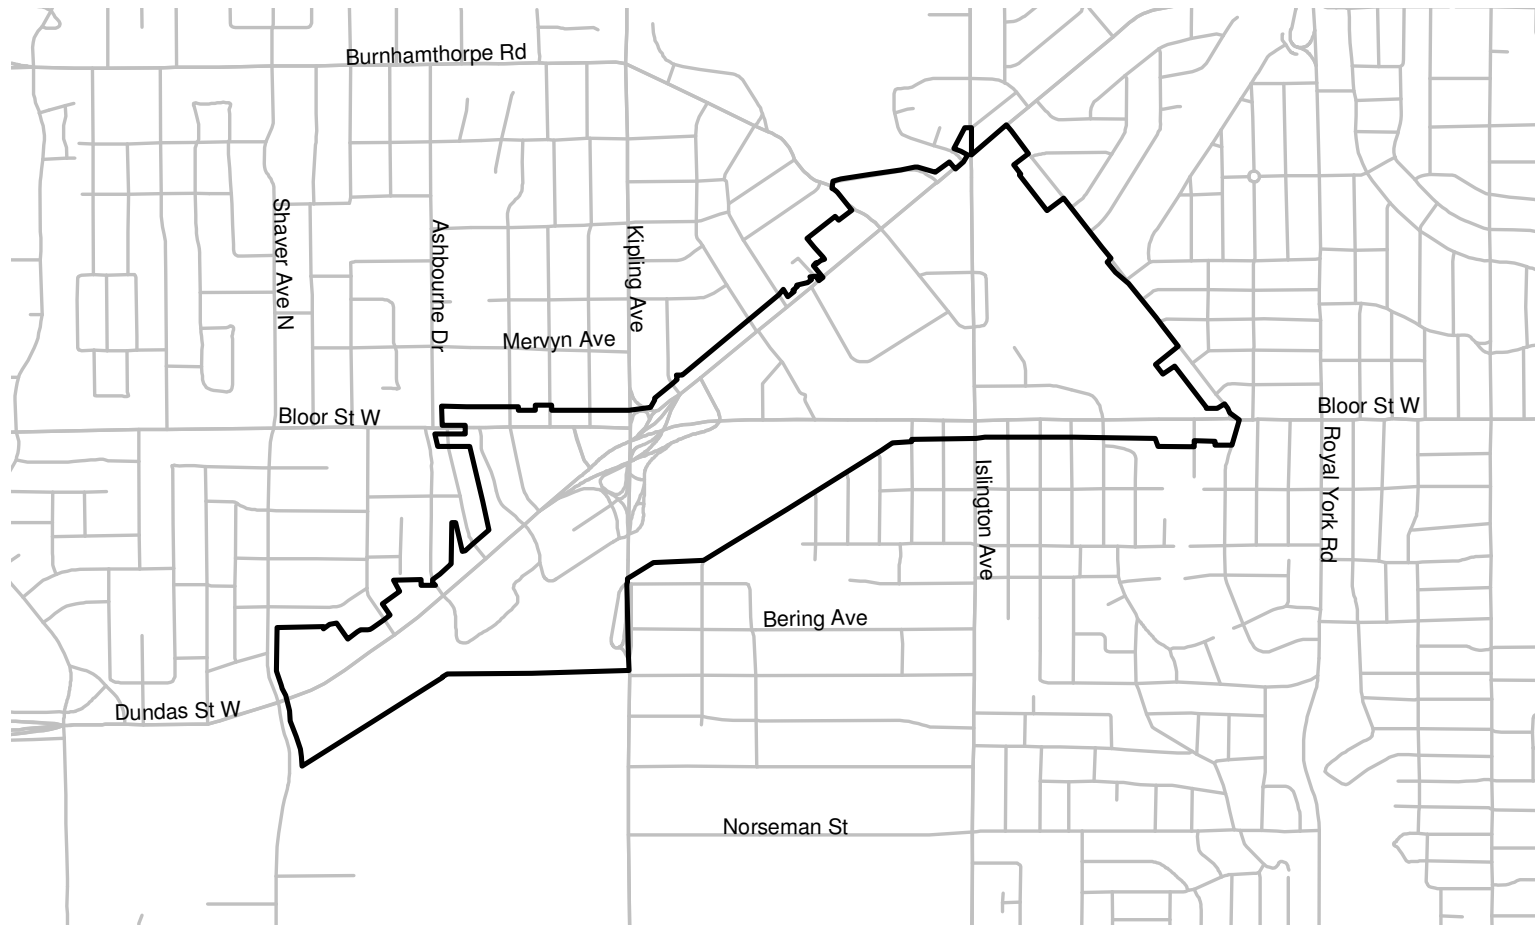 Burnhamthorpe Rd
Shaver Ave N
Ashbourne Dr
Kipling Ave
Mervyn Ave
Bloor St W
Bloor St W
Royal York Rd
Islington Ave
Bering Ave
Dundas St W
Norseman St